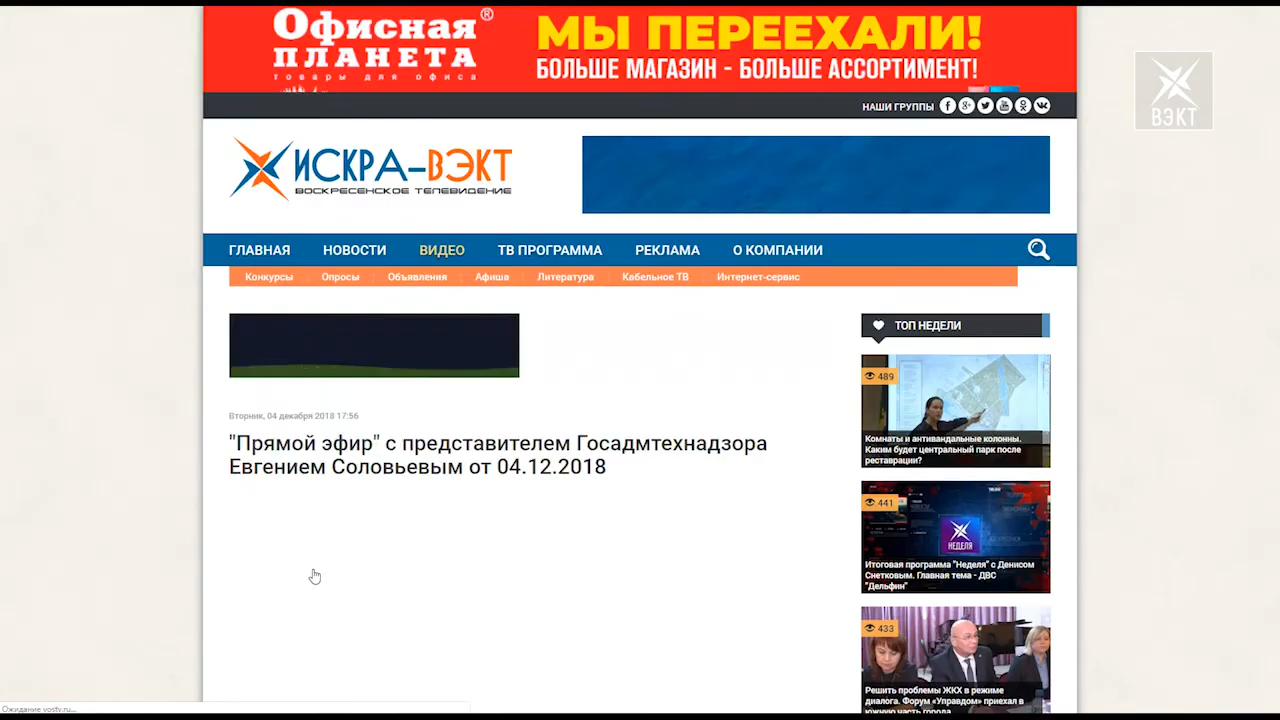 Офисная®
ПЛАНЕТА
товары для офиса
МЫ ПЕРЕЕХАЛИ!
БОЛЬШЕ МАГАЗИН - БОЛЬШЕ АССОРТИМЕНТ!
НАШИ ГРУППЫ
ВЭКТ
ИСКРА-ВЭКТ
ВОСКРЕСЕНСКОЕ ТЕЛЕВИДЕНИЕ
ГЛАВНАЯ НОВОСТИ ВИДЕО ТВ ПРОГРАММА РЕКЛАМА О КОМПАНИИ
Конкурсы Опросы Объявления Афиша Литература Кабельное ТВ Интернет-сервис
Вторник, 04 декабря 2018 17:56
"Прямой эфир" с представителем Госадмтехнадзора
Евгением Соловьевым от 04.12.2018
ТОП НЕДЕЛИ
489
Комнаты и антивандальные колонны.
Каким будет центральный парк после
реставрации?
441
НЕДЕЛЯ
Итоговая программа "Неделя" с Денисом
Снетковым. Главная тема - ДВС
"Дельфин"
433
Решить проблемы ЖКХ в режиме
диалога. Форум «Управдом» приехал в
южную часть города
Ожидание vostv.ru...